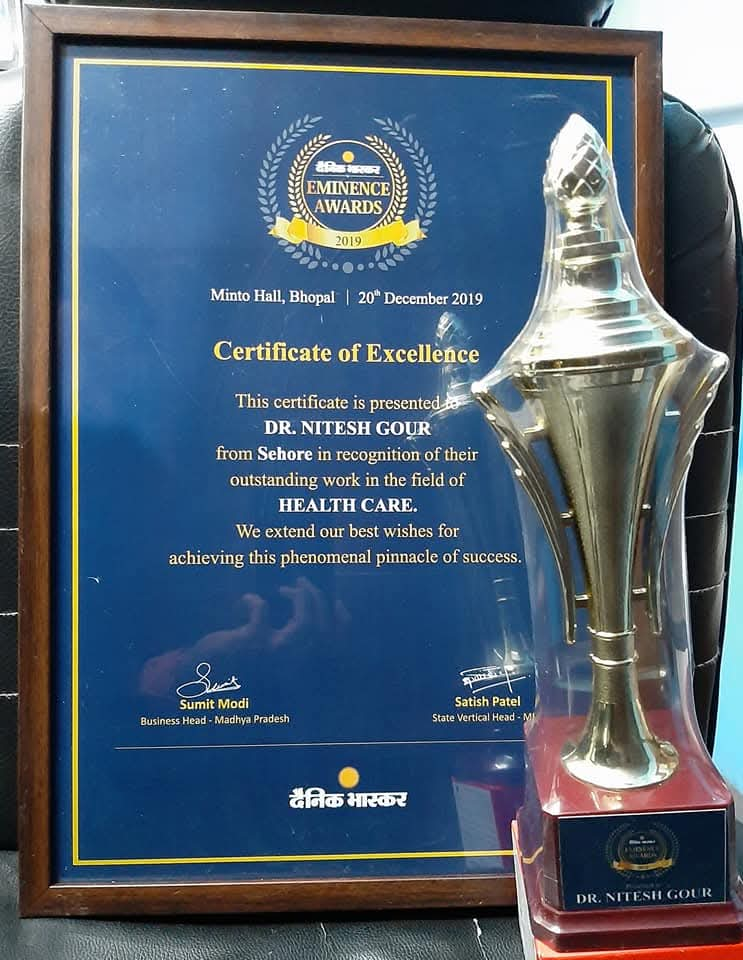 दैनिक भास्कर
EMINENCE
AWARDS
2019
Minto Hall, Bhopal | 20th December 2019
Certificate of Excellence
This certificate is presented to
DR. NITESH GOUR
from Sehore in recognition of their
outstanding work in the field of
HEALTH CARE.
We extend our best wishes for
achieving this phenomenal pinnacle of success.
Sumit Modi
Business Head - Madhya Pradesh
Satish Patel
State Vertical Head -
दैनिक भास्कर
दैनिक भास्कर
EMINENCE
AWARDS
DR. NITESH GOUR